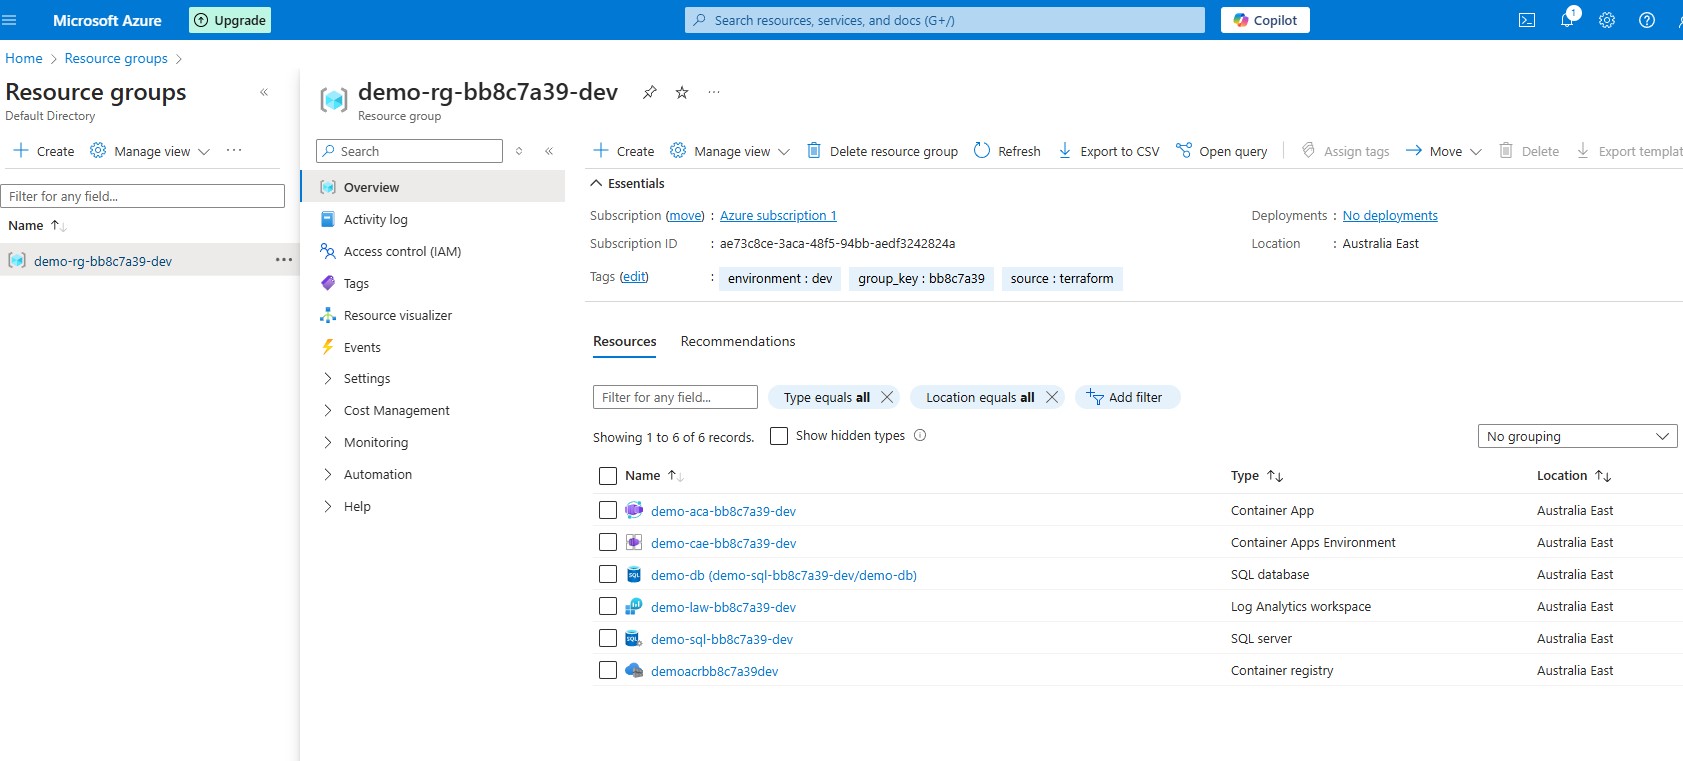 Microsoft Azure
Upgrade
Search resources, services, and docs (G+/)
Copilot
1
Home > Resource groups >
Resource groups
Default Directory
Create
Manage view
Filter for any field...
Name
demo-rg-bb8c7a39-dev
demo-rg-bb8c7a39-dev
Resource group
Search
Overview
Activity log
Access control (IAM)
Tags
Resource visualizer
Events
Settings
Cost Management
Monitoring
Automation
Help
Create Manage view Delete resource group Refresh Export to CSV Open query Assign tags Move Delete Export templat
Essentials
Subscription (move) : Azure subscription 1
Subscription ID : ae73c8ce-3aca-48f5-94bb-aedf3242824a
Tags (edit) : environment : dev group_key : bb8c7a39 source : terraform
Deployments : No deployments
Location : Australia East
Resources Recommendations
Filter for any field... Type equals all Location equals all Add filter
Showing 1 to 6 of 6 records. Show hidden types No grouping
Name Type Location
demo-aca-bb8c7a39-dev Container App Australia East
demo-cae-bb8c7a39-dev Container Apps Environment Australia East
demo-db (demo-sql-bb8c7a39-dev/demo-db) SQL database Australia East
demo-law-bb8c7a39-dev Log Analytics workspace Australia East
demo-sql-bb8c7a39-dev SQL server Australia East
demoacrbb8c7a39dev Container registry Australia East